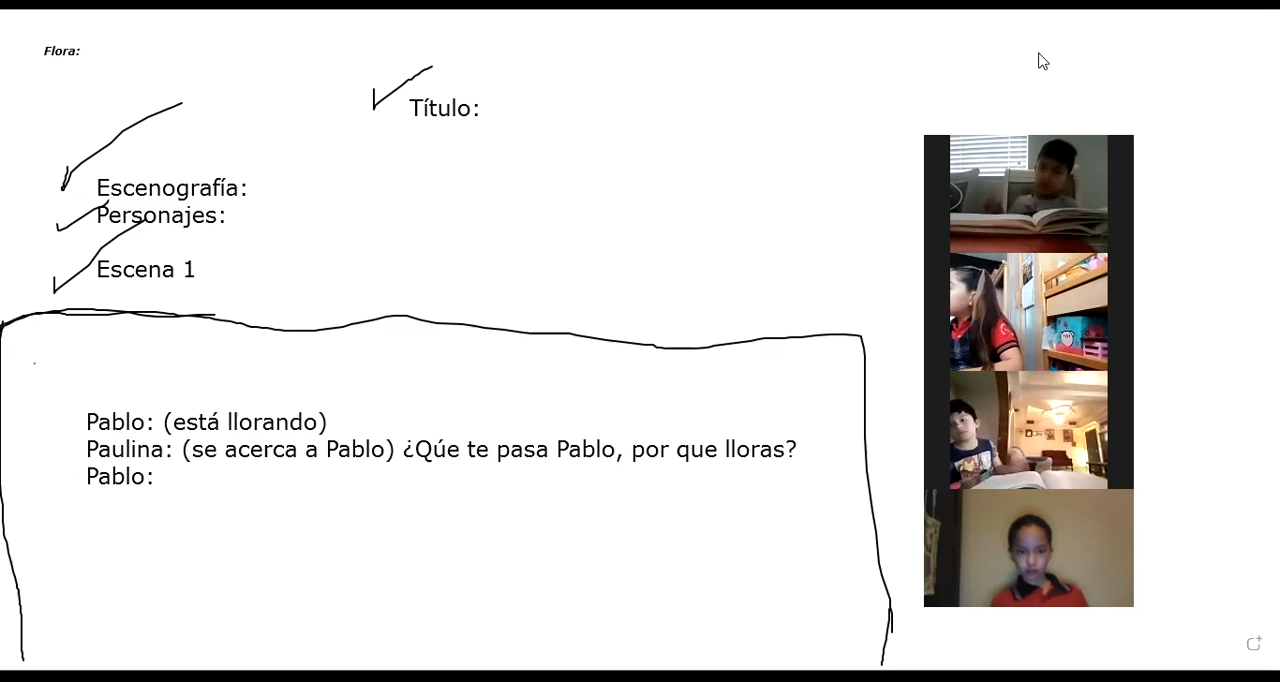 Flora:
Título:
Escenografía:
Personajes:
Escena 1
Pablo: (está llorando)
Paulina: (se acerca a Pablo) ¿Qúe te pasa Pablo, por que lloras?
Pablo: